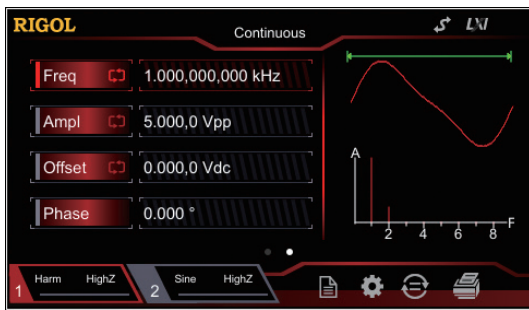 RIGOL
Continuous
LXI
Freq 1.000,000,000 kHz
Ampl 5.000,0 Vpp
Offset 0.000,0 Vdc
Phase 0.000 °
A
F
2 4 6 8
1 Harm HighZ
2 Sine HighZ